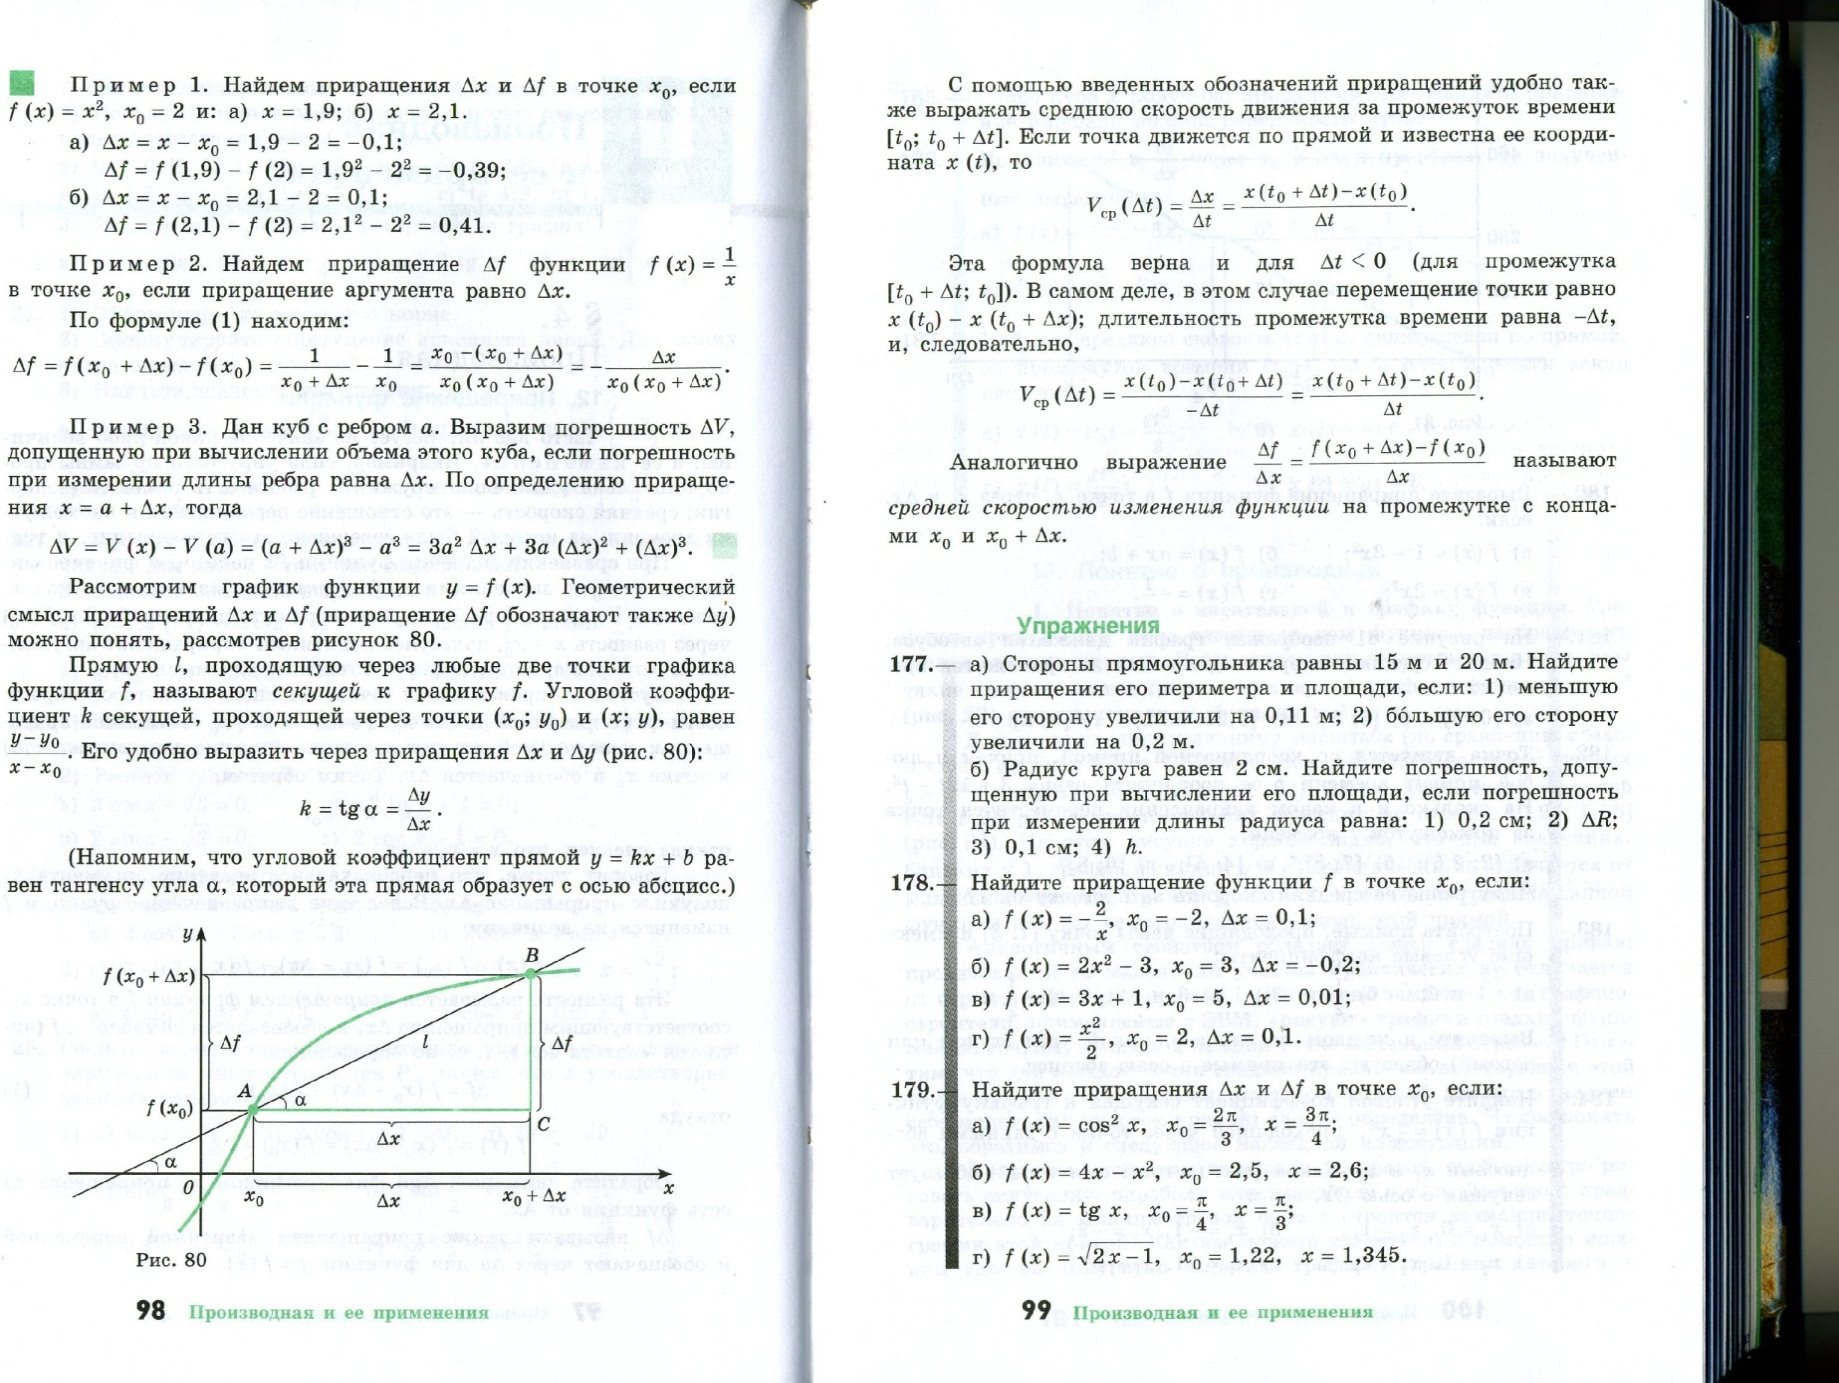 Пример 1. Найдем приращения Δx и Δf в точке x₀, если
f (x) = x², x₀ = 2 и: а) x = 1,9; б) x = 2,1.
а) Δx = x − x₀ = 1,9 − 2 = −0,1;
Δf = f (1,9) − f (2) = 1,9² − 2² = −0,39;
б) Δx = x − x₀ = 2,1 − 2 = 0,1;
Δf = f (2,1) − f (2) = 2,1² − 2² = 0,41.
Пример 2. Найдем приращение Δf функции f (x) = 1/x
в точке x₀, если приращение аргумента равно Δx.
По формуле (1) находим:
Δf = f (x₀ + Δx) − f (x₀) = 1/(x₀ + Δx) − 1/x₀ = (x₀ − (x₀ + Δx))/(x₀ (x₀ + Δx)) = − Δx/(x₀ (x₀ + Δx)).
Пример 3. Дан куб с ребром a. Выразим погрешность ΔV,
допущенную при вычислении объема этого куба, если погрешность
при измерении длины ребра равна Δx. По определению прираще-
ния x = a + Δx, тогда
ΔV = V (x) − V (a) = (a + Δx)³ − a³ = 3a² Δx + 3a (Δx)² + (Δx)³.
Рассмотрим график функции y = f (x). Геометрический
смысл приращений Δx и Δf (приращение Δf обозначают также Δy)
можно понять, рассмотрев рисунок 80.
Прямую l, проходящую через любые две точки графика
функции f, называют секущей к графику f. Угловой коэффи-
циент k секущей, проходящей через точки (x₀; y₀) и (x; y), равен
(y − y₀)/(x − x₀). Его удобно выразить через приращения Δx и Δy (рис. 80):
k = tg α = Δy/Δx.
(Напомним, что угловой коэффициент прямой y = kx + b ра-
вен тангенсу угла α, который эта прямая образует с осью абсцисс.)
y
B
f (x₀ + Δx)
Δf
l
Δf
A
α
f (x₀)
C
Δx
α
0
x₀
Δx
x₀ + Δx
x
Рис. 80
98 Производная и ее применения
С помощью введенных обозначений приращений удобно так-
же выражать среднюю скорость движения за промежуток времени
[t₀; t₀ + Δt]. Если точка движется по прямой и известна ее коорди-
ната x (t), то
Vср (Δt) = Δx/Δt = (x (t₀ + Δt) − x (t₀))/Δt.
Эта формула верна и для Δt < 0 (для промежутка
[t₀ + Δt; t₀]). В самом деле, в этом случае перемещение точки равно
x (t₀) − x (t₀ + Δx); длительность промежутка времени равна −Δt,
и, следовательно,
Vср (Δt) = (x (t₀) − x (t₀ + Δt))/(−Δt) = (x (t₀ + Δt) − x (t₀))/Δt.
Аналогично выражение Δf/Δx = (f (x₀ + Δx) − f (x₀))/Δx называют
средней скоростью изменения функции на промежутке с конца-
ми x₀ и x₀ + Δx.
Упражнения
177.— а) Стороны прямоугольника равны 15 м и 20 м. Найдите
приращения его периметра и площади, если: 1) меньшую
его сторону увеличили на 0,11 м; 2) бо́льшую его сторону
увеличили на 0,2 м.
б) Радиус круга равен 2 см. Найдите погрешность, допу-
щенную при вычислении его площади, если погрешность
при измерении длины радиуса равна: 1) 0,2 см; 2) ΔR;
3) 0,1 см; 4) h.
178.— Найдите приращение функции f в точке x₀, если:
а) f (x) = −2/x, x₀ = −2, Δx = 0,1;
б) f (x) = 2x² − 3, x₀ = 3, Δx = −0,2;
в) f (x) = 3x + 1, x₀ = 5, Δx = 0,01;
г) f (x) = x²/2, x₀ = 2, Δx = 0,1.
179.— Найдите приращения Δx и Δf в точке x₀, если:
а) f (x) = cos² x, x₀ = 2π/3, x = 3π/4;
б) f (x) = 4x − x², x₀ = 2,5, x = 2,6;
в) f (x) = tg x, x₀ = π/4, x = π/3;
г) f (x) = √(2x − 1), x₀ = 1,22, x = 1,345.
99 Производная и ее применения